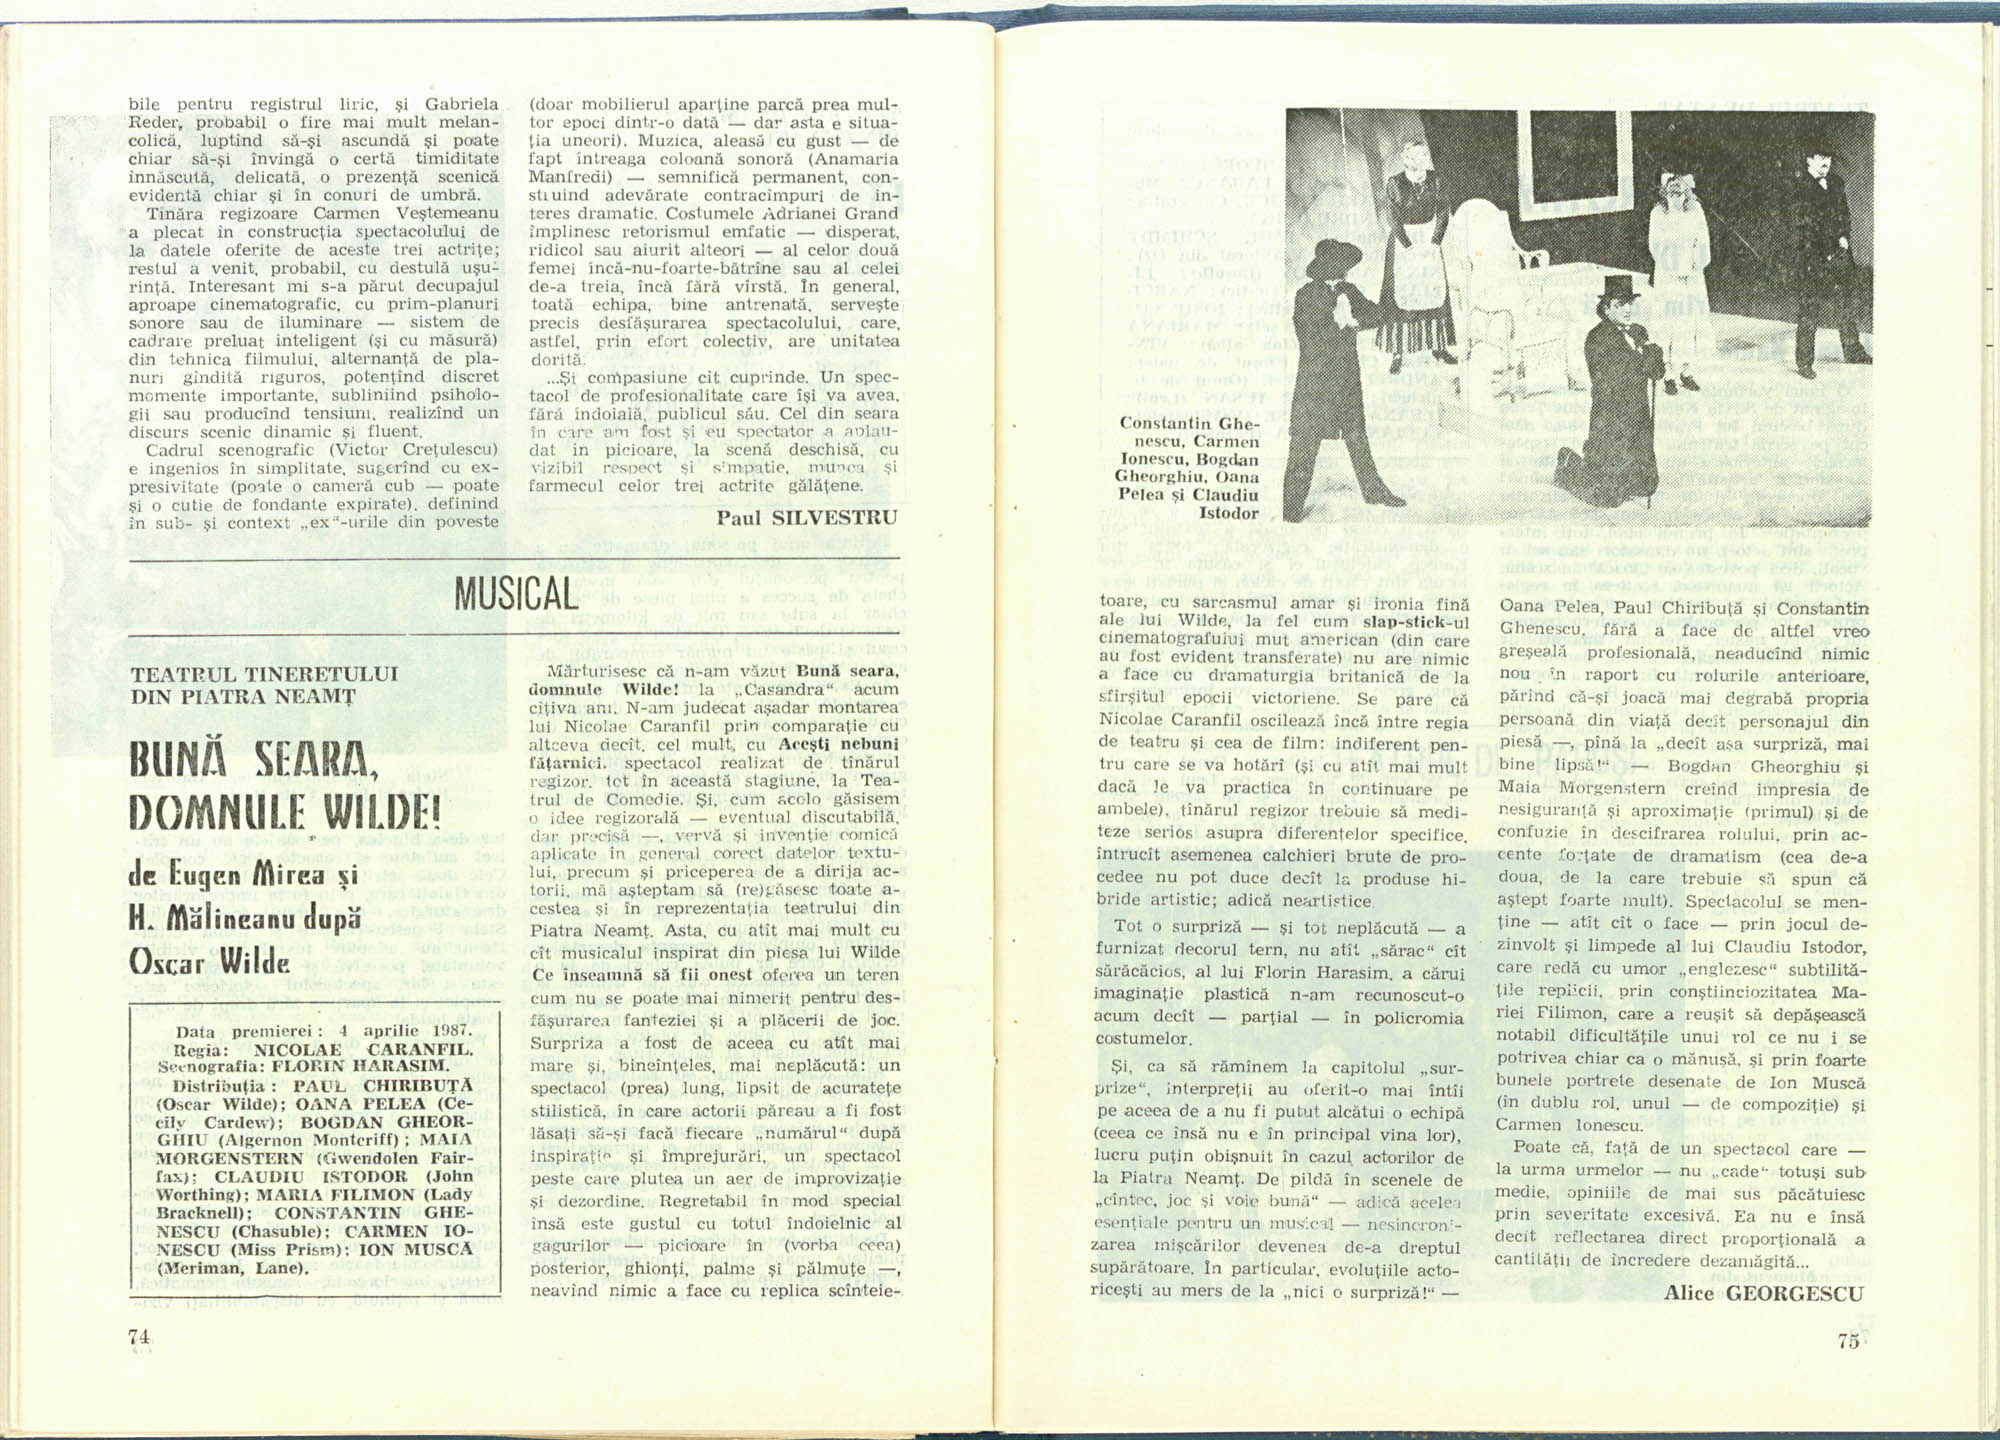 bile pentru registrul liric, și Gabriela
Reder, probabil o fire mai mult melan-
colică, luptînd să-și ascundă și poate
chiar să-și învingă o certă timiditate
înnăscută, delicată, o prezență scenică
evidentă chiar și în conuri de umbră.
Tînăra regizoare Carmen Veștemeanu
a plecat în construcția spectacolului de
la datele oferite de aceste trei actrițe;
restul a venit, probabil, cu destulă ușu-
rință. Interesant mi s-a părut decupajul
aproape cinematografic, cu prim-planuri
sonore sau de iluminare — sistem de
cadrare preluat inteligent (și cu măsură)
din tehnica filmului, alternanță de pla-
nuri gîndită riguros, potențînd discret
momente importante, subliniind psiholo-
gii sau producînd tensiuni, realizînd un
discurs scenic dinamic și fluent.
Cadrul scenografic (Victor Crețulescu)
e ingenios în simplitate, sugerînd cu ex-
presivitate (poate o cameră cub — poate
și o cutie de fondante expirate), definind
în sub- și context „ex“-urile din poveste
(doar mobilierul aparține parcă prea mul-
tor epoci dintr-o dată — dar asta e situa-
ția uneori). Muzica, aleasă cu gust — de
fapt întreaga coloană sonoră (Anamaria
Manfredi) — semnifică permanent, con-
stiuind adevărate contracîmpuri de in-
teres dramatic. Costumele Adrianei Grand
împlinesc retorismul emfatic — disperat,
ridicol sau aiurit alteori — al celor două
femei încă-nu-foarte-bătrîne sau al celei
de-a treia, încă fără vîrstă. În general,
toată echipa, bine antrenată, servește
precis desfășurarea spectacolului, care,
astfel, prin efort colectiv, are unitatea
dorită.
...Și compasiune cît cuprinde. Un spec-
tacol de profesionalitate care își va avea,
fără îndoială, publicul său. Cel din seara
în care am fost și eu spectator a aplau-
dat în picioare, la scenă deschisă, cu
vizibil respect și simpatie, munca și
farmecul celor trei actrițe gălățene.
Paul SILVESTRU
MUSICAL
TEATRUL TINERETULUI
DIN PIATRA NEAMȚ
BUNĂ SEARA,
DOMNULE WILDE!
de Eugen Mirea și
H. Mălineanu după
Oscar Wilde
Data premierei : 4 aprilie 1987.
Regia: NICOLAE CARANFIL.
Scenografia: FLORIN HARASIM.
Distribuția : PAUL CHIRIBUȚĂ
(Oscar Wilde); OANA PELEA (Ce-
cily Cardew); BOGDAN GHEOR-
GHIU (Algernon Montcriff) ; MAIA
MORGENSTERN (Gwendolen Fair-
fax); CLAUDIU ISTODOR (John
Worthing); MARIA FILIMON (Lady
Bracknell); CONSTANTIN GHE-
NESCU (Chasuble); CARMEN IO-
NESCU (Miss Prism); ION MUSCĂ
(Meriman, Lane).
Mărturisesc că n-am văzut Bună seara,
domnule Wilde! la „Casandra“ acum
cîțiva ani. N-am judecat așadar montarea
lui Nicolae Caranfil prin comparație cu
altceva decît, cel mult, cu Acești nebuni
fățarnici, spectacol realizat de tînărul
regizor, tot în această stagiune, la Tea-
trul de Comedie. Și, cum acolo găsisem
o idee regizorală — eventual discutabilă,
dar precisă —, vervă și invenție comică
aplicate în general corect datelor textu-
lui, precum și priceperea de a dirija ac-
torii, mă așteptam să (re)găsesc toate a-
cestea și în reprezentația teatrului din
Piatra Neamț. Asta, cu atît mai mult cu
cît musicalul inspirat din piesa lui Wilde
Ce înseamnă să fii onest oferea un teren
cum nu se poate mai nimerit pentru des-
fășurarea fanteziei și a plăcerii de joc.
Surpriza a fost de aceea cu atît mai
mare și, bineînțeles, mai neplăcută: un
spectacol (prea) lung, lipsit de acuratețe
stilistică, în care actorii păreau a fi fost
lăsați să-și facă fiecare „numărul“ după
inspirație și împrejurări, un spectacol
peste care plutea un aer de improvizație
și dezordine. Regretabil în mod special
însă este gustul cu totul îndoielnic al
gagurilor — picioare în (vorba ceea)
posterior, ghionți, palme și pălmuțe —,
neavînd nimic a face cu replica scînteie-
74
Constantin Ghe-
nescu, Carmen
Ionescu, Bogdan
Gheorghiu, Oana
Pelea și Claudiu
Istodor
toare, cu sarcasmul amar și ironia fină
ale lui Wilde, la fel cum slap-stick-ul
cinematografului mut american (din care
au fost evident transferate) nu are nimic
a face cu dramaturgia britanică de la
sfîrșitul epocii victoriene. Se pare că
Nicolae Caranfil oscilează încă între regia
de teatru și cea de film: indiferent pen-
tru care se va hotărî (și cu atît mai mult
dacă le va practica în continuare pe
ambele), tînărul regizor trebuie să medi-
teze serios asupra diferențelor specifice,
întrucît asemenea calchieri brute de pro-
cedee nu pot duce decît la produse hi-
bride artistic; adică neartistice.
Tot o surpriză — și tot neplăcută — a
furnizat decorul tern, nu atît „sărac“ cît
sărăcăcios, al lui Florin Harasim, a cărui
imaginație plastică n-am recunoscut-o
acum decît — parțial — în policromia
costumelor.
Și, ca să rămînem la capitolul „sur-
prize“, interpreții au oferit-o mai întîi
pe aceea de a nu fi putut alcătui o echipă
(ceea ce însă nu e în principal vina lor),
lucru puțin obișnuit în cazul actorilor de
la Piatra Neamț. De pildă în scenele de
„cîntec, joc și voie bună“ — adică acelea
esențiale pentru un musical — nesincroni-
zarea mișcărilor devenea de-a dreptul
supărătoare. În particular, evoluțiile acto-
ricești au mers de la „nici o surpriză!“ —
Oana Pelea, Paul Chiribuță și Constantin
Ghenescu, fără a face de altfel vreo
greșeală profesională, neaducînd nimic
nou în raport cu rolurile anterioare,
părînd că-și joacă mai degrabă propria
persoană din viață decît personajul din
piesă —, pînă la „decît așa surpriză, mai
bine lipsă!“ — Bogdan Gheorghiu și
Maia Morgenstern creînd impresia de
nesiguranță și aproximație (primul) și de
confuzie în descifrarea rolului, prin ac-
cente forțate de dramatism (cea de-a
doua, de la care trebuie să spun că
aștept foarte mult). Spectacolul se men-
ține — atît cît o face — prin jocul de-
zinvolt și limpede al lui Claudiu Istodor,
care redă cu umor „englezesc“ subtilită-
țile replicii, prin conștiinciozitatea Ma-
riei Filimon, care a reușit să depășească
notabil dificultățile unui rol ce nu i se
potrivea chiar ca o mănușă, și prin foarte
bunele portrete desenate de Ion Muscă
(în dublu rol, unul — de compoziție) și
Carmen Ionescu.
Poate că, față de un spectacol care —
la urma urmelor — nu „cade“ totuși sub
medie, opiniile de mai sus păcătuiesc
prin severitate excesivă. Ea nu e însă
decît reflectarea direct proporțională a
cantității de încredere dezamăgită...
Alice GEORGESCU
75